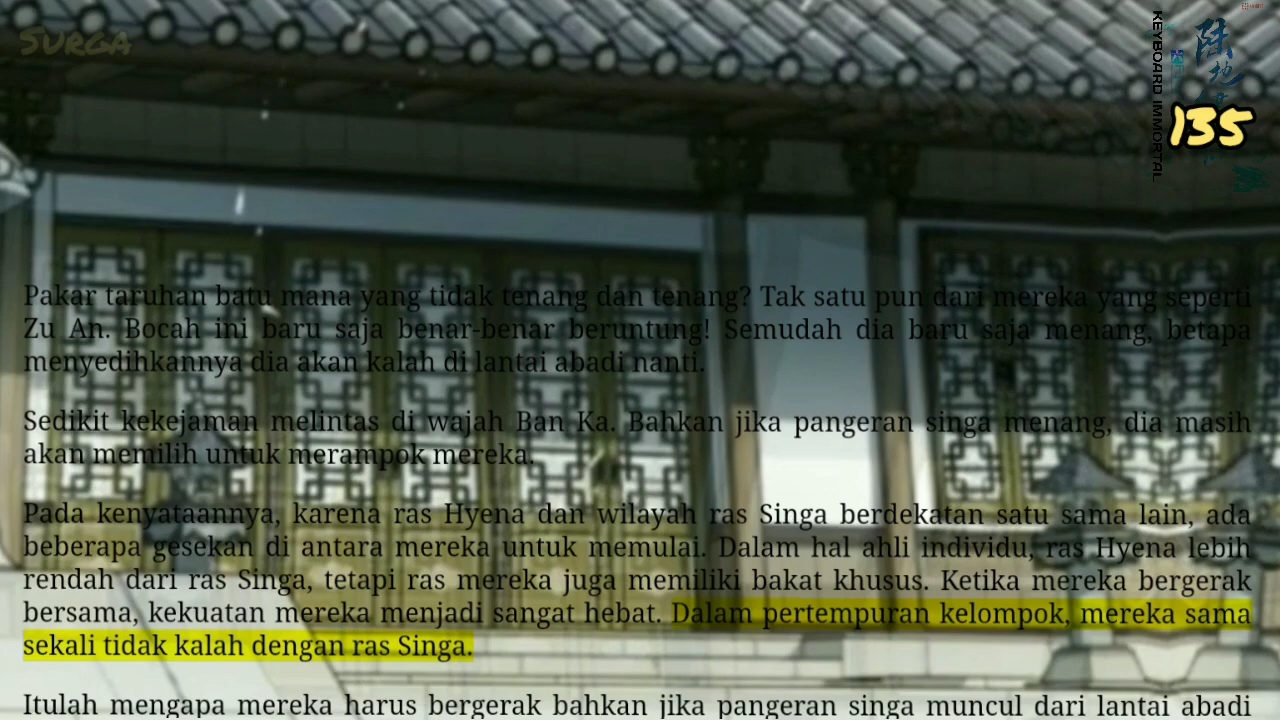 Surga
KEYBOARD IMMORTAL
陆地
135
Pakar taruhan batu mana yang tidak tenang dan tenang? Tak satu pun dari mereka yang seperti
Zu An. Bocah ini baru saja benar-benar beruntung! Semudah dia baru saja menang, betapa
menyedihkannya dia akan kalah di lantai abadi nanti.
Sedikit kekejaman melintas di wajah Ban Ka. Bahkan jika pangeran singa menang, dia masih
akan memilih untuk merampok mereka.
Pada kenyataannya, karena ras Hyena dan wilayah ras Singa berdekatan satu sama lain, ada
beberapa gesekan di antara mereka untuk memulai. Dalam hal ahli individu, ras Hyena lebih
rendah dari ras Singa, tetapi ras mereka juga memiliki bakat khusus. Ketika mereka bergerak
bersama, kekuatan mereka menjadi sangat hebat. Dalam pertempuran kelompok, mereka sama
sekali tidak kalah dengan ras Singa.
Itulah mengapa mereka harus bergerak bahkan jika pangeran singa muncul dari lantai abadi